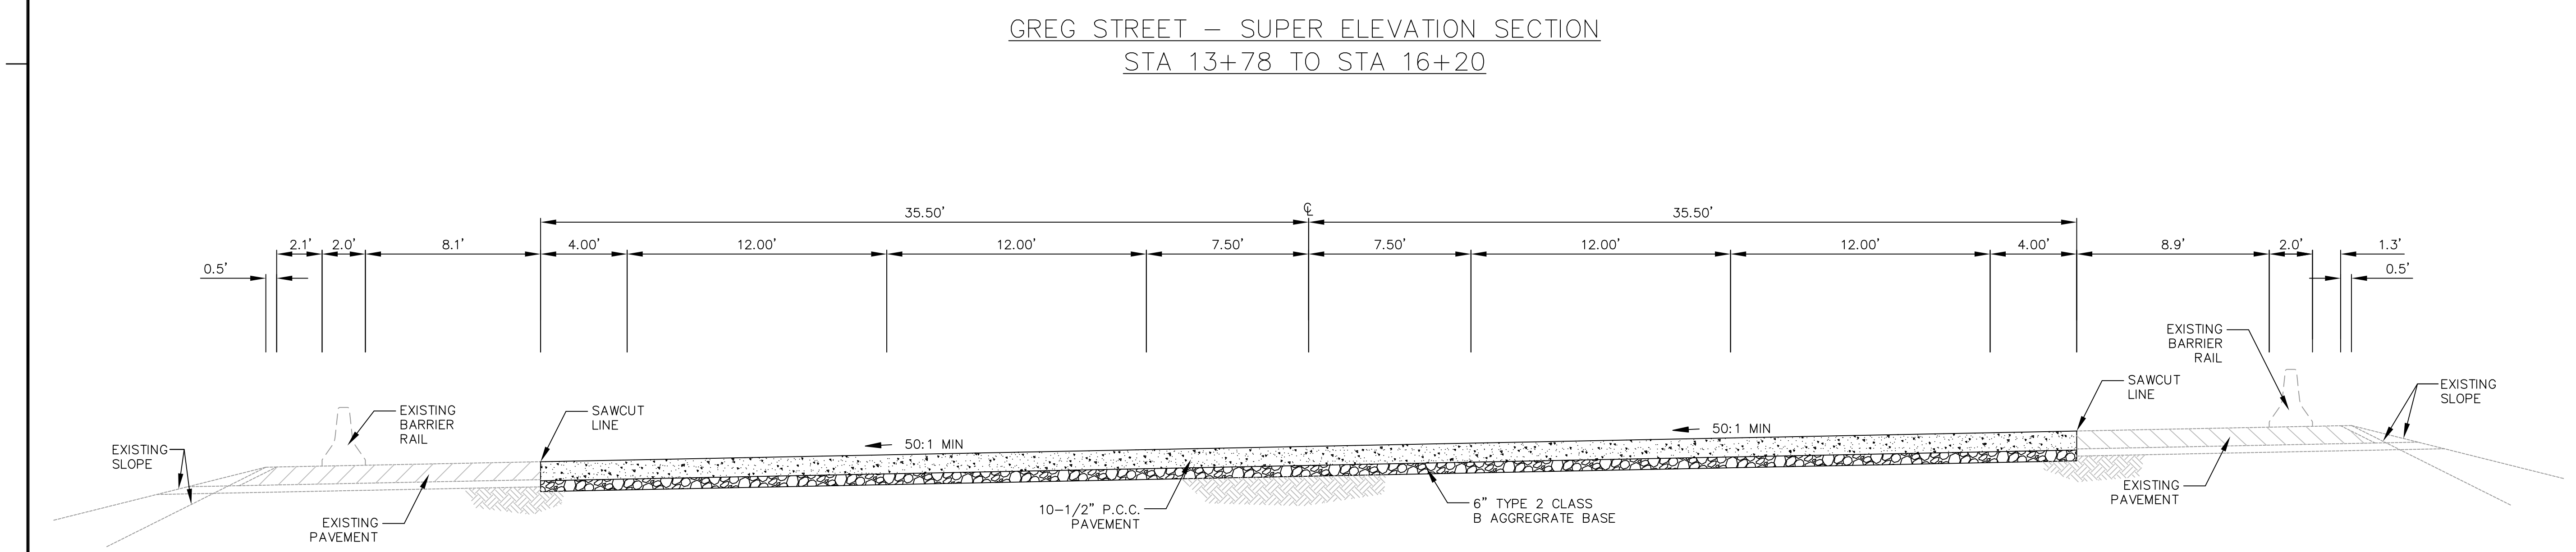 GREG STREET – SUPER ELEVATION SECTION
STA 13+78 TO STA 16+20
℄
35.50'
35.50'
2.1'
2.0'
8.1'
4.00'
12.00'
12.00'
7.50'
7.50'
12.00'
12.00'
4.00'
8.9'
2.0'
1.3'
0.5'
0.5'
EXISTING
BARRIER
RAIL
SAWCUT
LINE
EXISTING
SLOPE
EXISTING
BARRIER
RAIL
SAWCUT
LINE
50:1 MIN
50:1 MIN
EXISTING
SLOPE
EXISTING
PAVEMENT
10-1/2" P.C.C.
PAVEMENT
6" TYPE 2 CLASS
B AGGREGRATE BASE
EXISTING
PAVEMENT